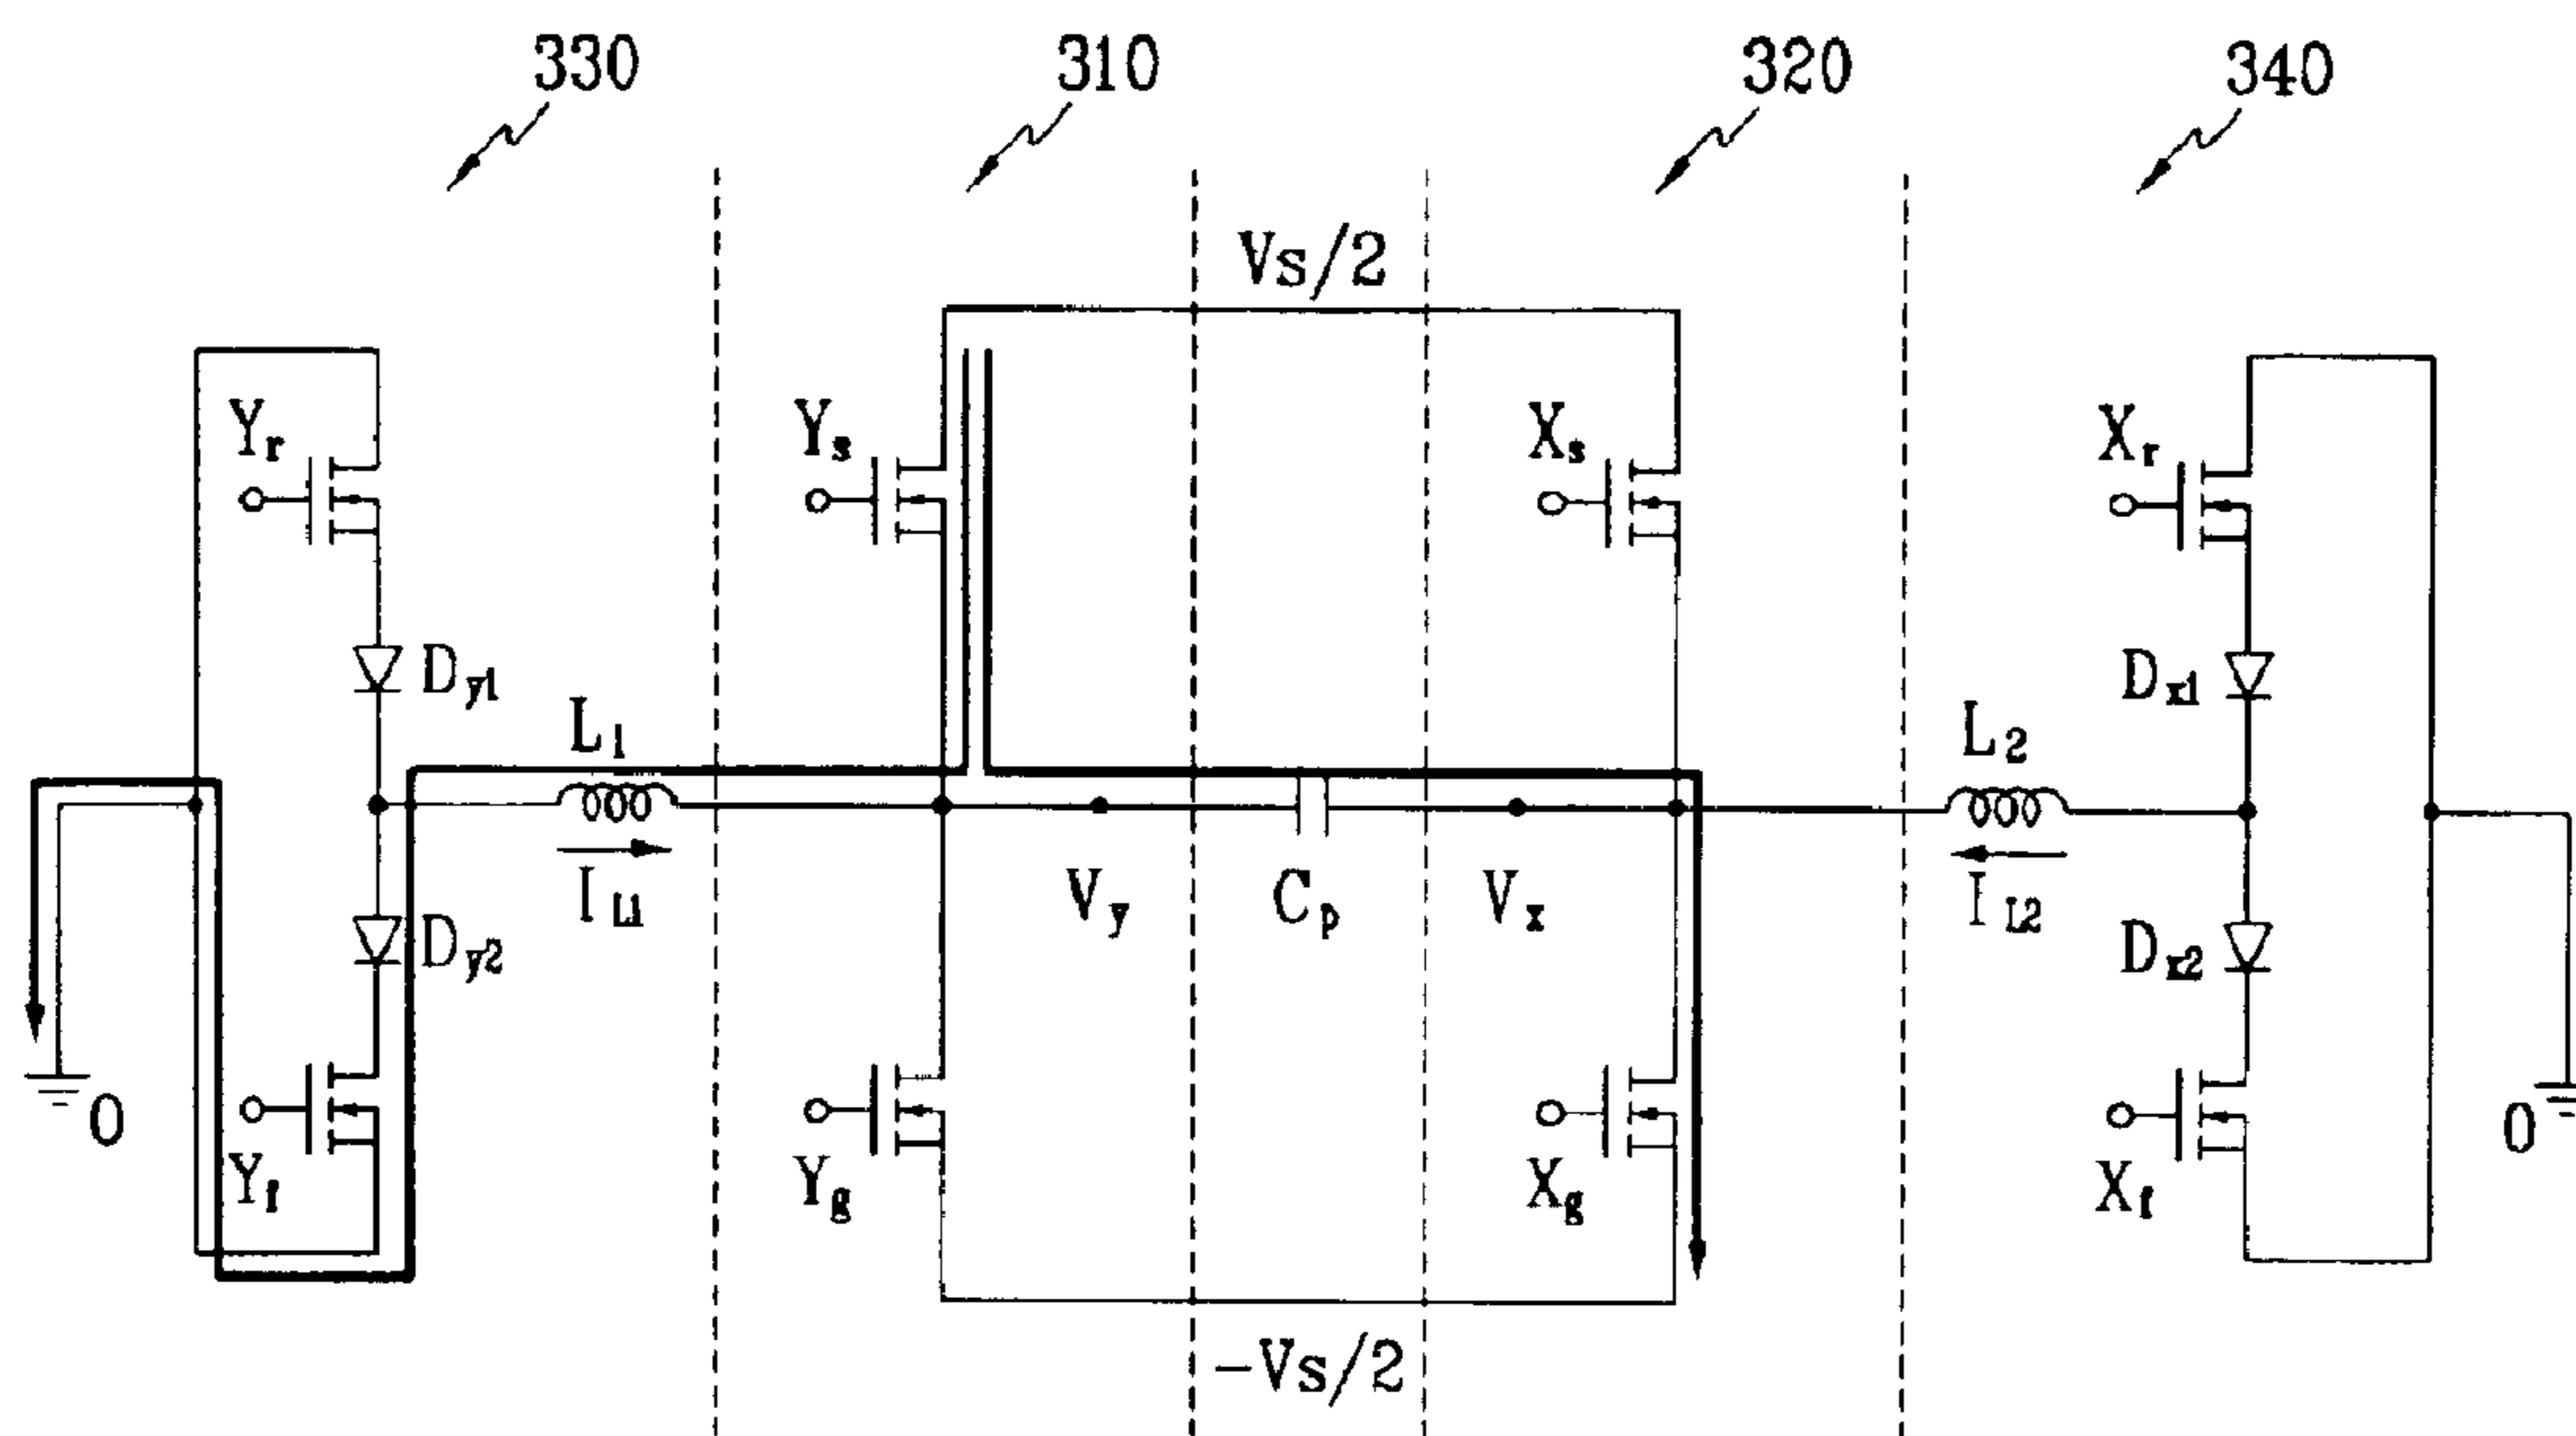 330 310 320 340
Vs/2
Yr Ys Xs Xr
Dy1 Dx1
L1 L2
IL1 Vy Cp Vx IL2
Dy2 Dx2
0 0
Yf Yg Xg Xf
-Vs/2